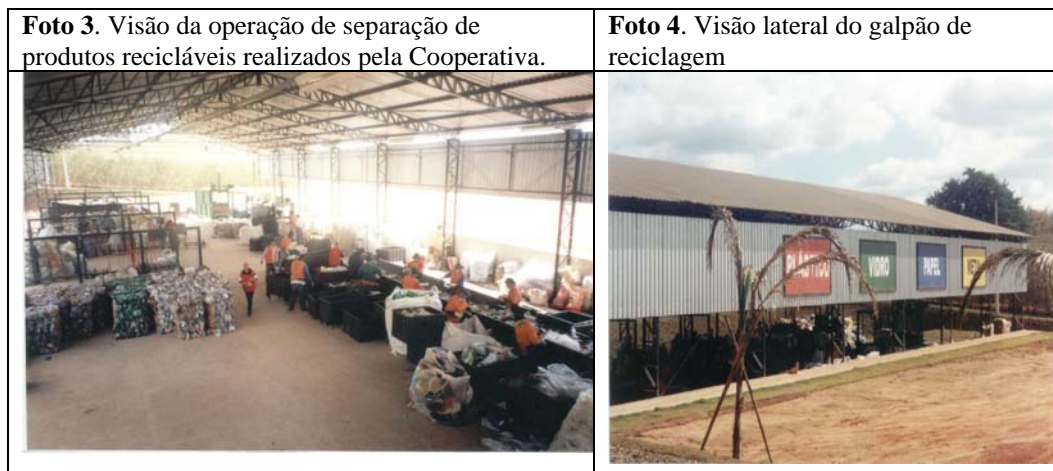 Foto 3. Visão da operação de separação de
produtos recicláveis realizados pela Cooperativa.
Foto 4. Visão lateral do galpão de
reciclagem
PLÁSTICO
VIDRO
PAPEL
METAL